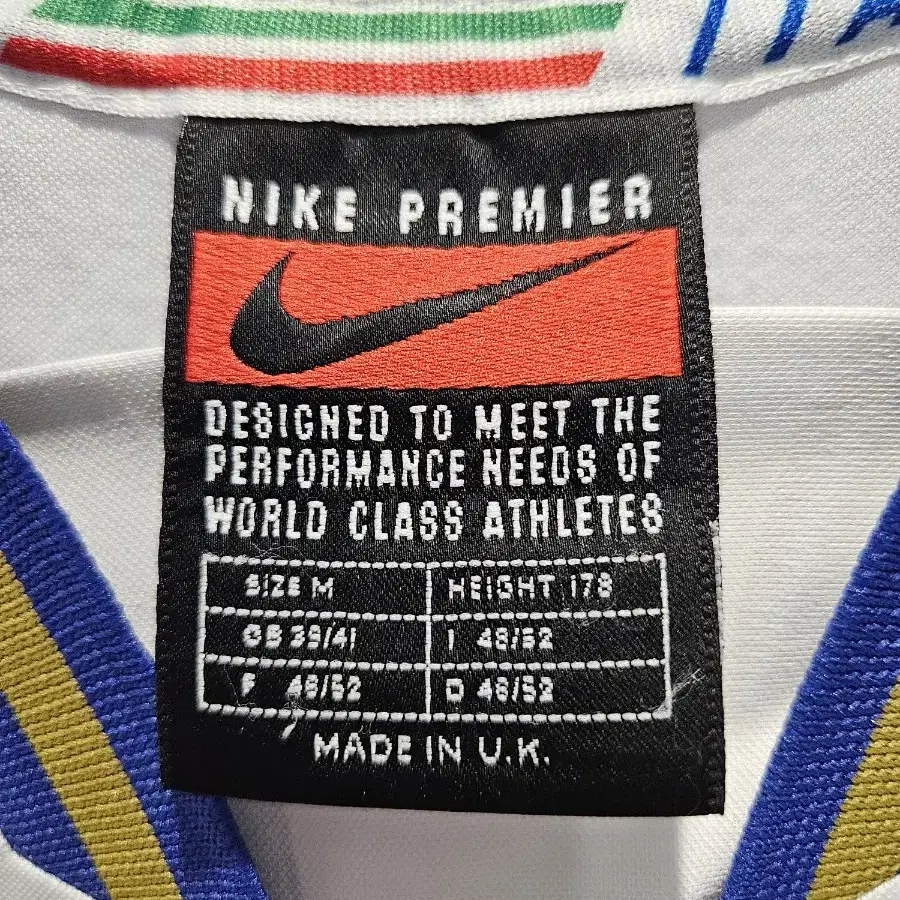 ITA
NIKE PREMIER
DESIGNED TO MEET THE
PERFORMANCE NEEDS OF
WORLD CLASS ATHLETES
SIZE M HEIGHT 178
GB 39/41 I 48/52
F 48/52 D 48/52
MADE IN U.K.